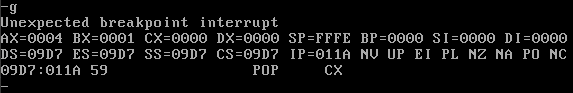 -g
Unexpected breakpoint interrupt
AX=0004 BX=0001 CX=0000 DX=0000 SP=FFFE BP=0000 SI=0000 DI=0000
DS=09D7 ES=09D7 SS=09D7 CS=09D7 IP=011A NV UP EI PL NZ NA PO NC
09D7:011A 59 POP CX
-